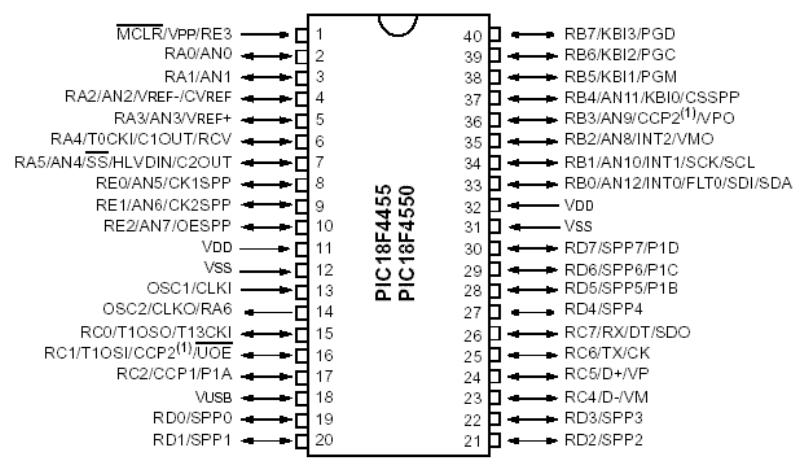 MCLR/VPP/RE3 1 40 RB7/KBI3/PGD
RA0/AN0 2 39 RB6/KBI2/PGC
RA1/AN1 3 38 RB5/KBI1/PGM
RA2/AN2/VREF-/CVREF 4 37 RB4/AN11/KBI0/CSSPP
RA3/AN3/VREF+ 5 36 RB3/AN9/CCP2(1)/VPO
RA4/T0CKI/C1OUT/RCV 6 35 RB2/AN8/INT2/VMO
RA5/AN4/SS/HLVDIN/C2OUT 7 34 RB1/AN10/INT1/SCK/SCL
RE0/AN5/CK1SPP 8 33 RB0/AN12/INT0/FLT0/SDI/SDA
RE1/AN6/CK2SPP 9 32 VDD
RE2/AN7/OESPP 10 31 VSS
VDD 11 30 RD7/SPP7/P1D
VSS 12 29 RD6/SPP6/P1C
OSC1/CLKI 13 28 RD5/SPP5/P1B
OSC2/CLKO/RA6 14 27 RD4/SPP4
RC0/T1OSO/T13CKI 15 26 RC7/RX/DT/SDO
RC1/T1OSI/CCP2(1)/UOE 16 25 RC6/TX/CK
RC2/CCP1/P1A 17 24 RC5/D+/VP
VUSB 18 23 RC4/D-/VM
RD0/SPP0 19 22 RD3/SPP3
RD1/SPP1 20 21 RD2/SPP2
PIC18F4455
PIC18F4550